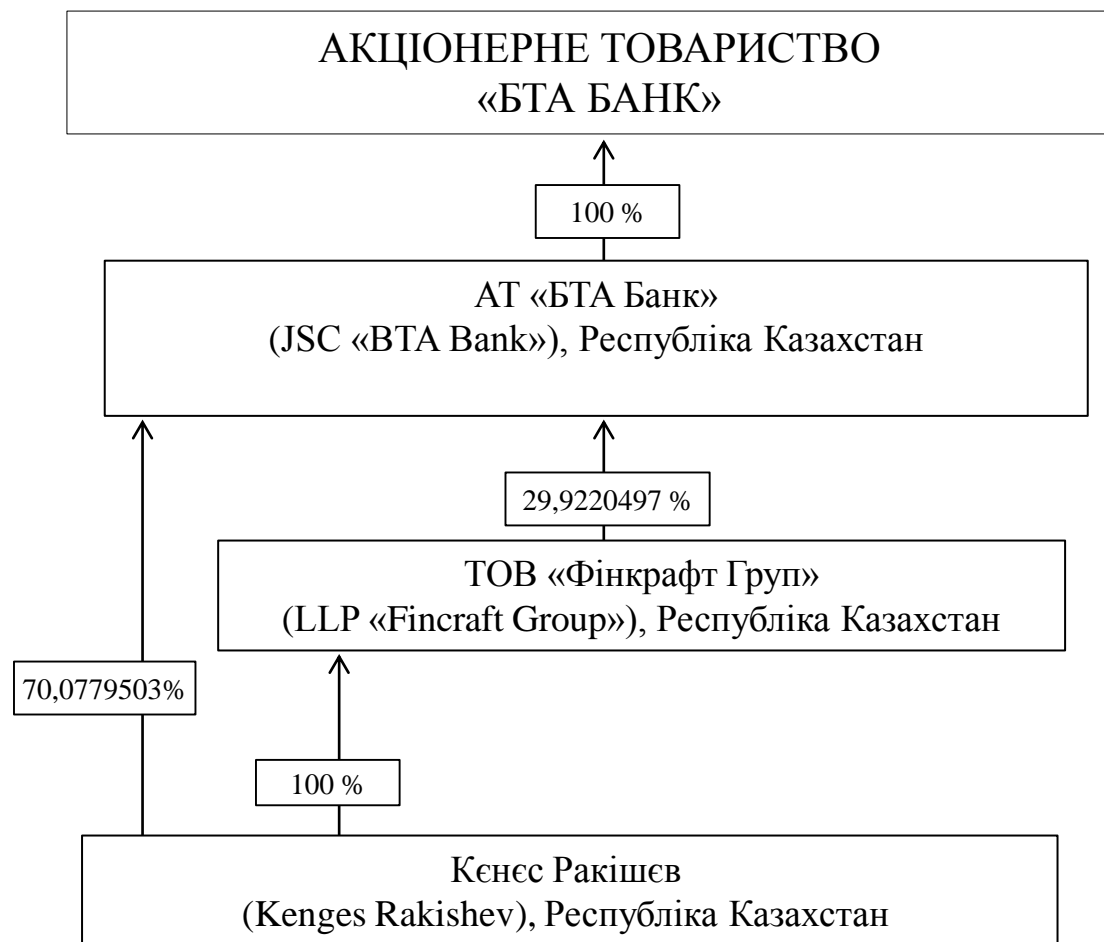 АКЦІОНЕРНЕ ТОВАРИСТВО
«БТА БАНК»
100 %
АТ «БТА Банк»
(JSC «BTA Bank»), Республіка Казахстан
29,9220497 %
ТОВ «Фінкрафт Груп»
(LLP «Fincraft Group»), Республіка Казахстан
70,0779503%
100 %
Кєнєс Ракішєв
(Kenges Rakishev), Республіка Казахстан